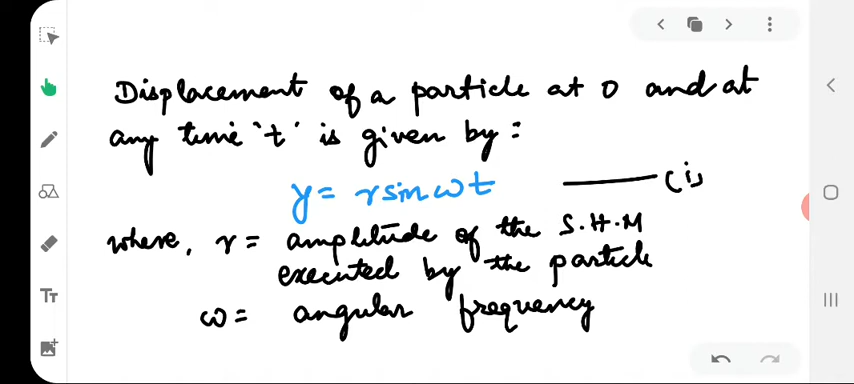 Displacement of a particle at O and at
any time 't' is given by :
y = r sin ωt —— (i)
where, r = amplitude of the S.H.M
executed by the particle
ω = angular frequency
Tт